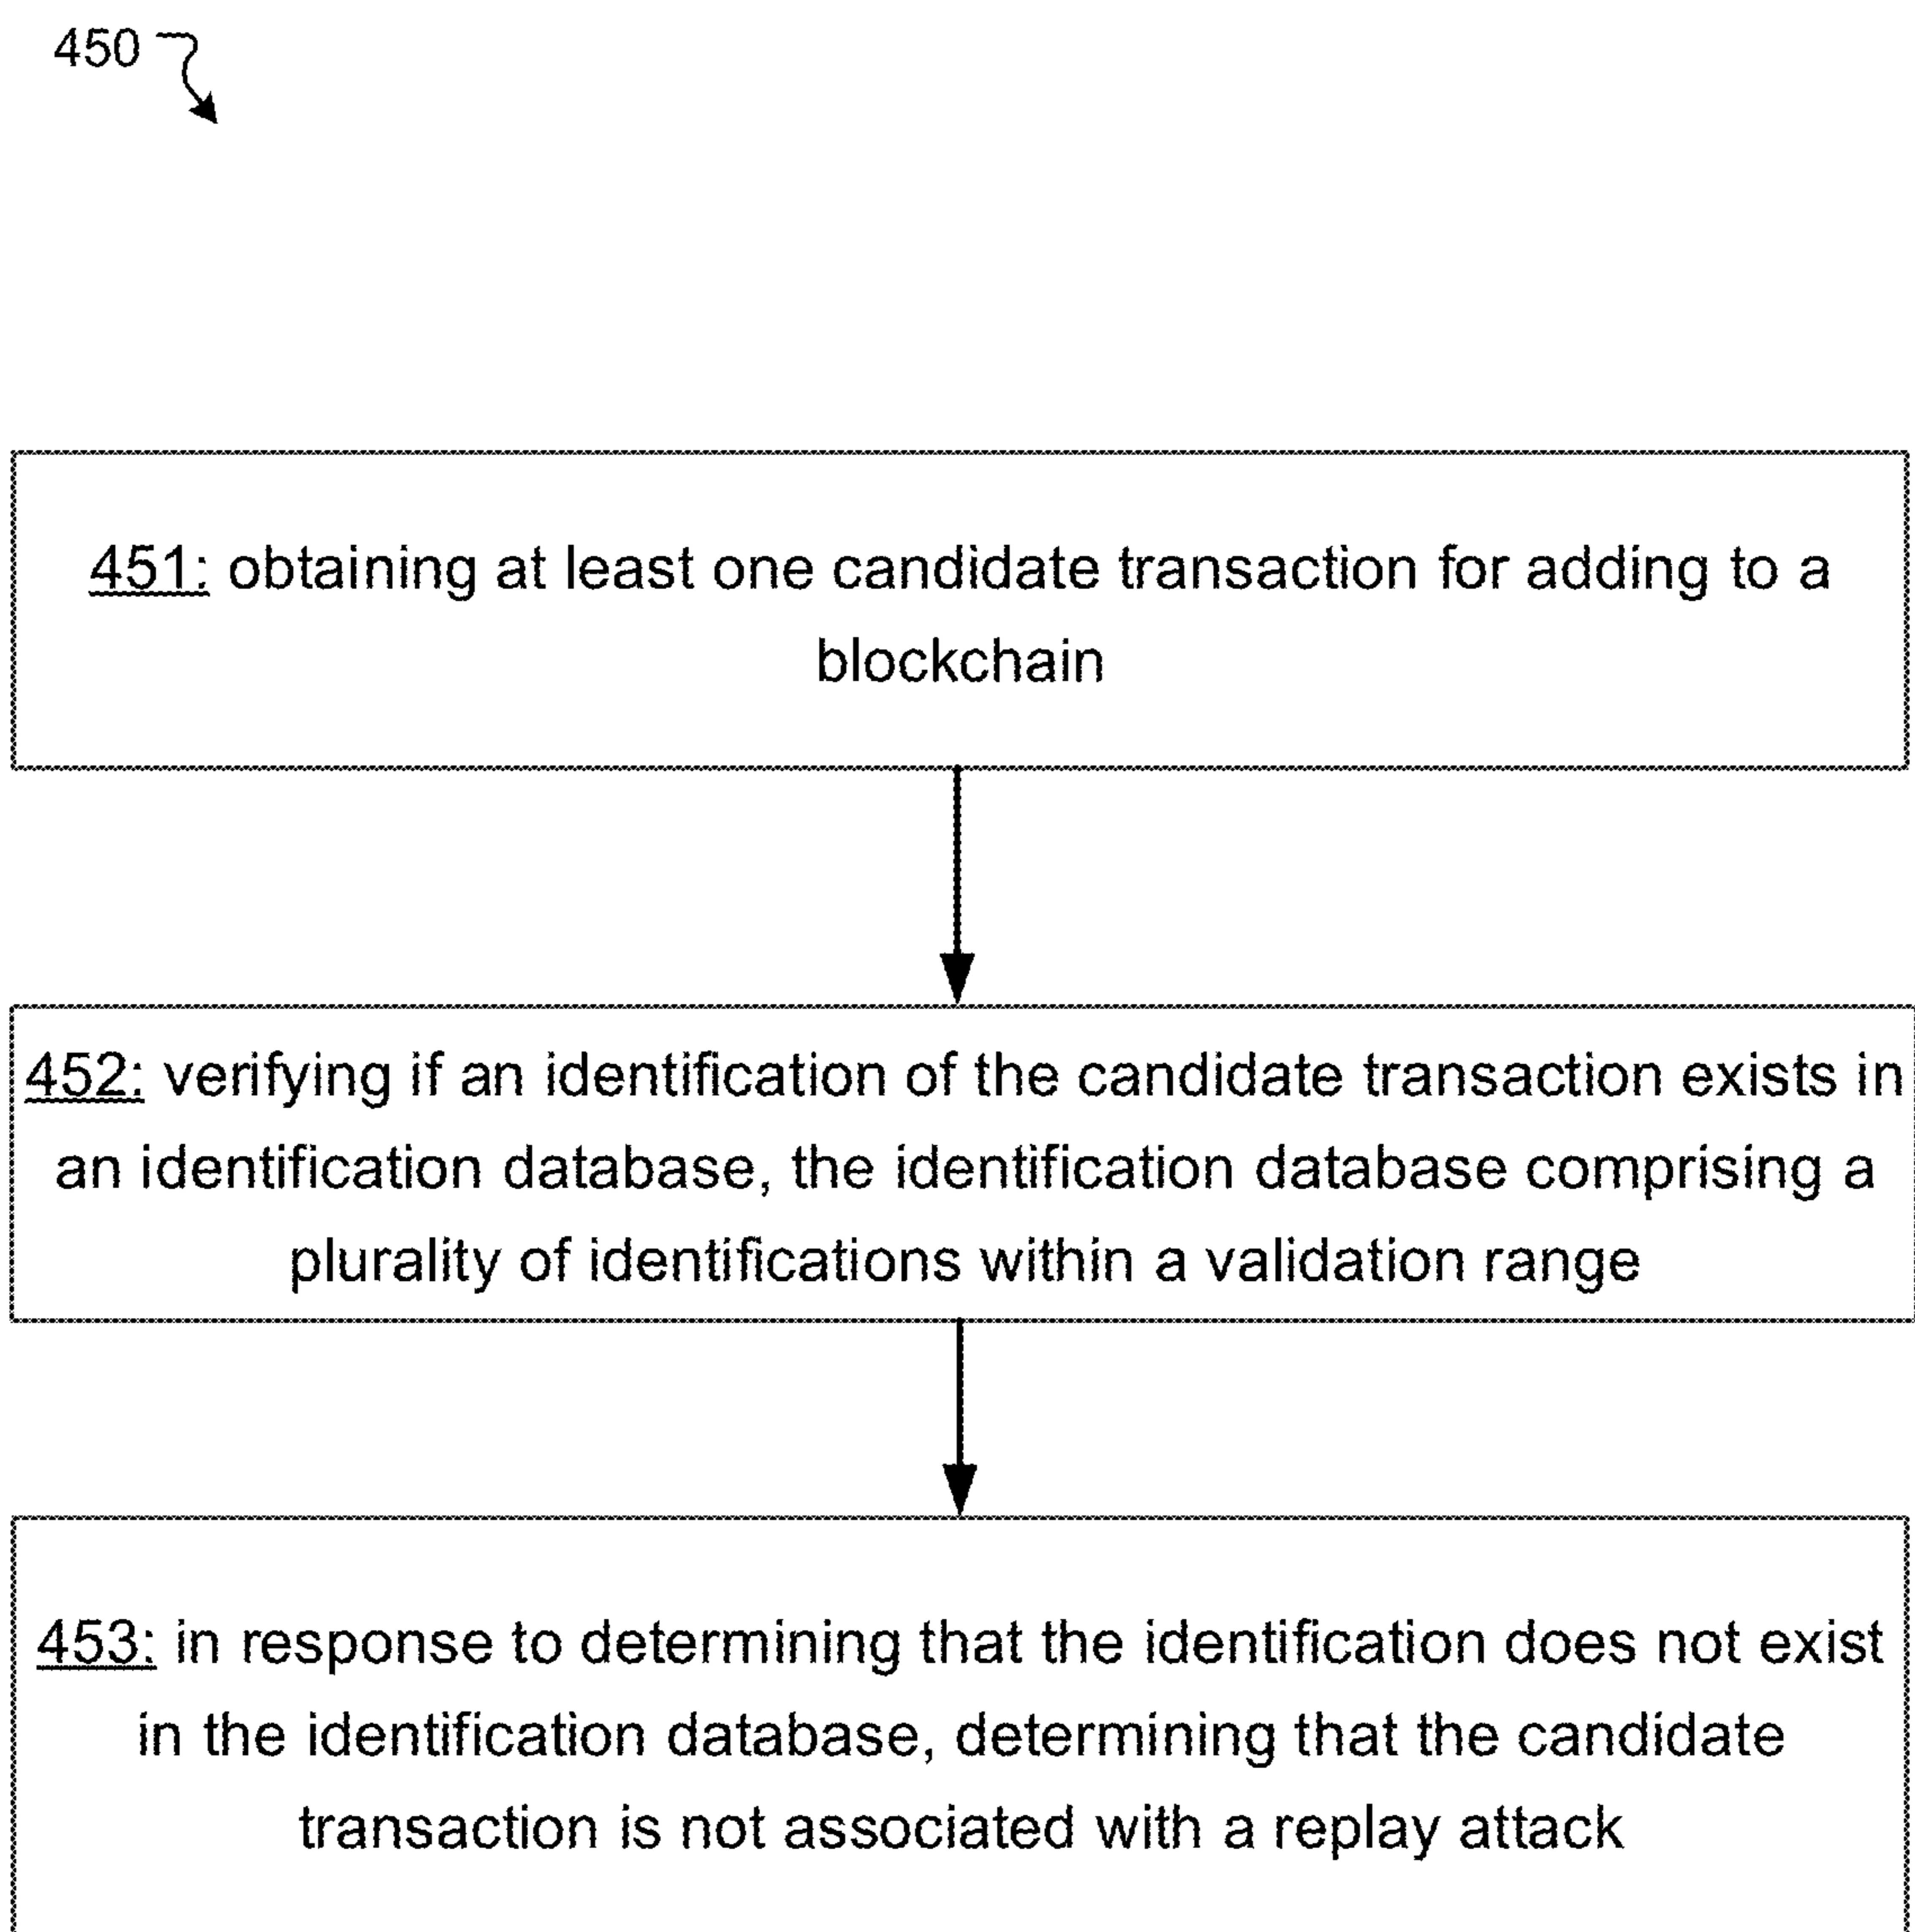 450
451: obtaining at least one candidate transaction for adding to a
blockchain
452: verifying if an identification of the candidate transaction exists in
an identification database, the identification database comprising a
plurality of identifications within a validation range
453: in response to determining that the identification does not exist
in the identification database, determining that the candidate
transaction is not associated with a replay attack